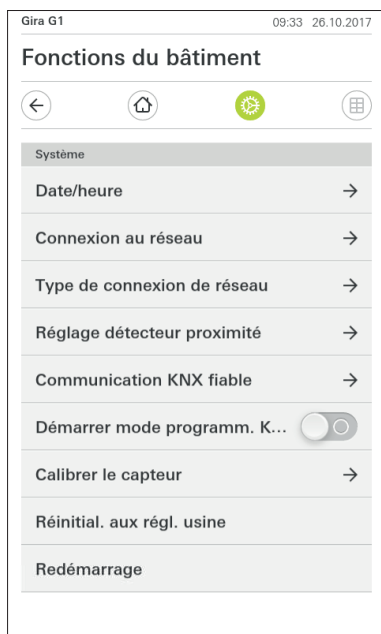 Gira G1 09:33 26.10.2017
Fonctions du bâtiment
Système
Date/heure
Connexion au réseau
Type de connexion de réseau
Réglage détecteur proximité
Communication KNX fiable
Démarrer mode programm. K...
Calibrer le capteur
Réinitial. aux régl. usine
Redémarrage